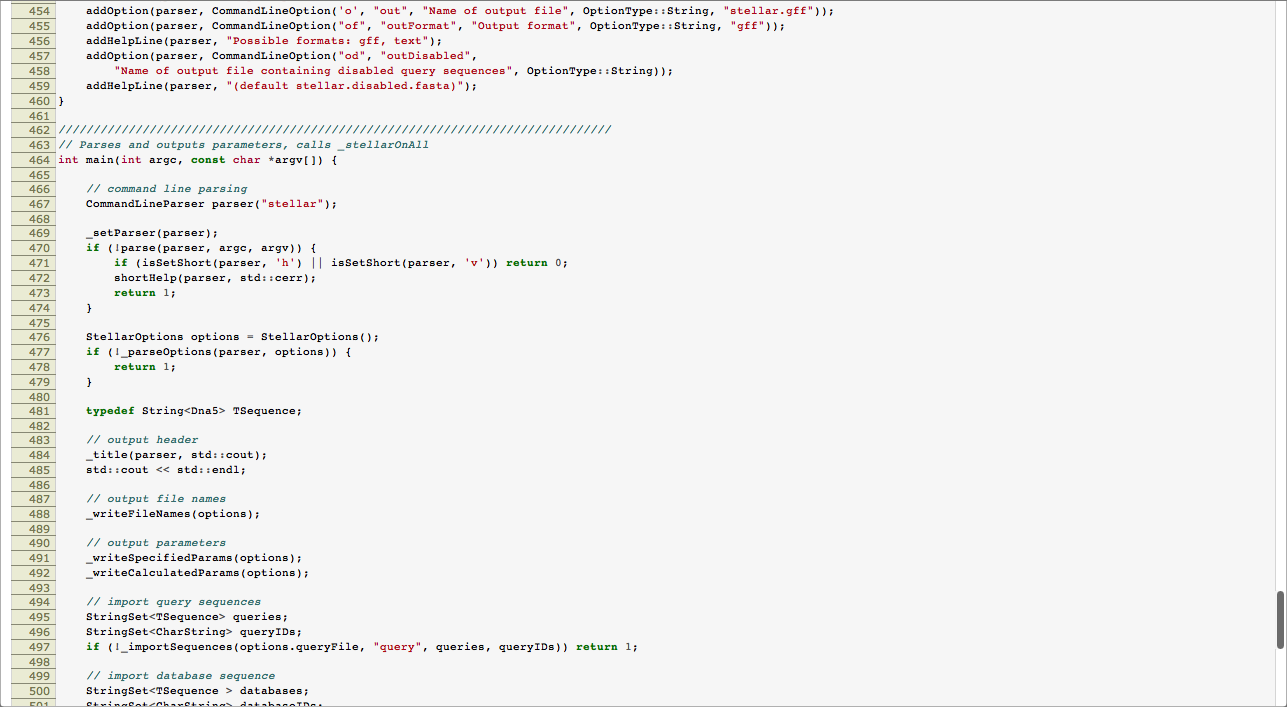 454 addOption(parser, CommandLineOption('o', "out", "Name of output file", OptionType::String, "stellar.gff"));
455 addOption(parser, CommandLineOption("of", "outFormat", "Output format", OptionType::String, "gff"));
456 addHelpLine(parser, "Possible formats: gff, text");
457 addOption(parser, CommandLineOption("od", "outDisabled",
458 "Name of output file containing disabled query sequences", OptionType::String));
459 addHelpLine(parser, "(default stellar.disabled.fasta)");
460 }
461
462 ///////////////////////////////////////////////////////////////////////////////
463 // Parses and outputs parameters, calls _stellarOnAll
464 int main(int argc, const char *argv[]) {
465
466 // command line parsing
467 CommandLineParser parser("stellar");
468
469 _setParser(parser);
470 if (!parse(parser, argc, argv)) {
471 if (isSetShort(parser, 'h') || isSetShort(parser, 'v')) return 0;
472 shortHelp(parser, std::cerr);
473 return 1;
474 }
475
476 StellarOptions options = StellarOptions();
477 if (!_parseOptions(parser, options)) {
478 return 1;
479 }
480
481 typedef String<Dna5> TSequence;
482
483 // output header
484 _title(parser, std::cout);
485 std::cout << std::endl;
486
487 // output file names
488 _writeFileNames(options);
489
490 // output parameters
491 _writeSpecifiedParams(options);
492 _writeCalculatedParams(options);
493
494 // import query sequences
495 StringSet<TSequence> queries;
496 StringSet<CharString> queryIDs;
497 if (!_importSequences(options.queryFile, "query", queries, queryIDs)) return 1;
498
499 // import database sequence
500 StringSet<TSequence > databases;
501 StringSet<CharString> databaseIDs;